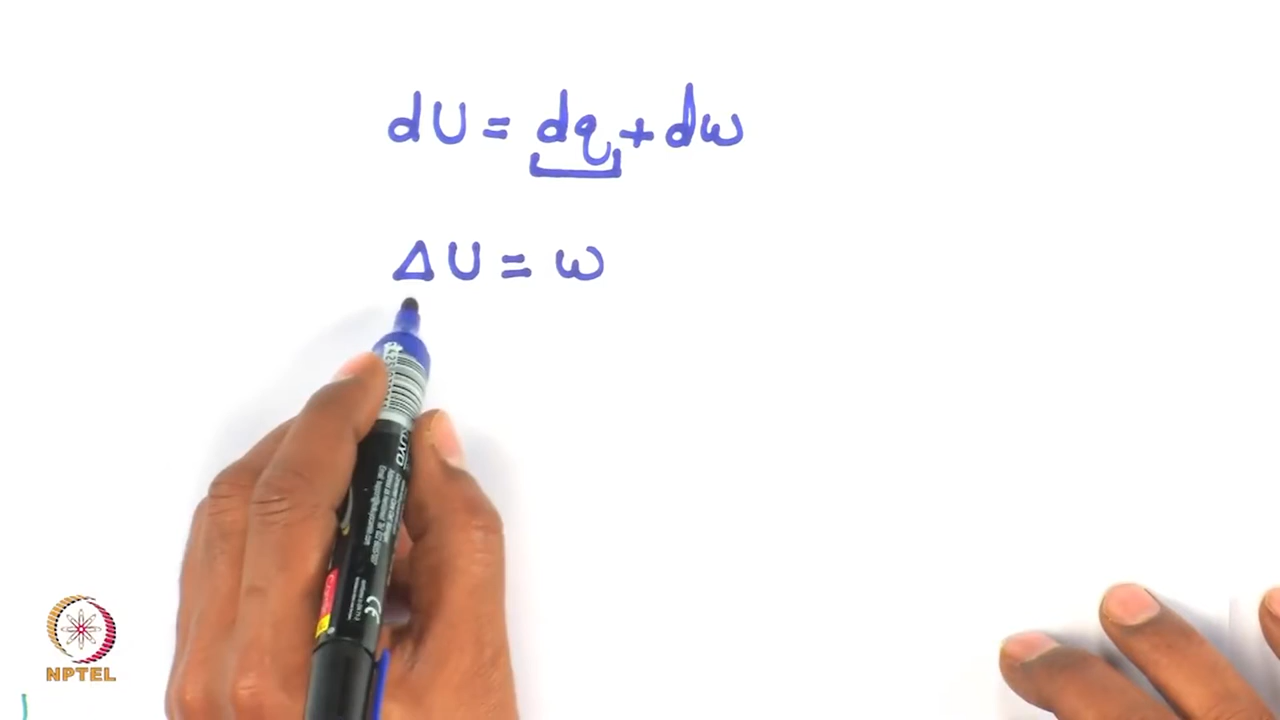 dU = dq + dw
ΔU = w
NPTEL